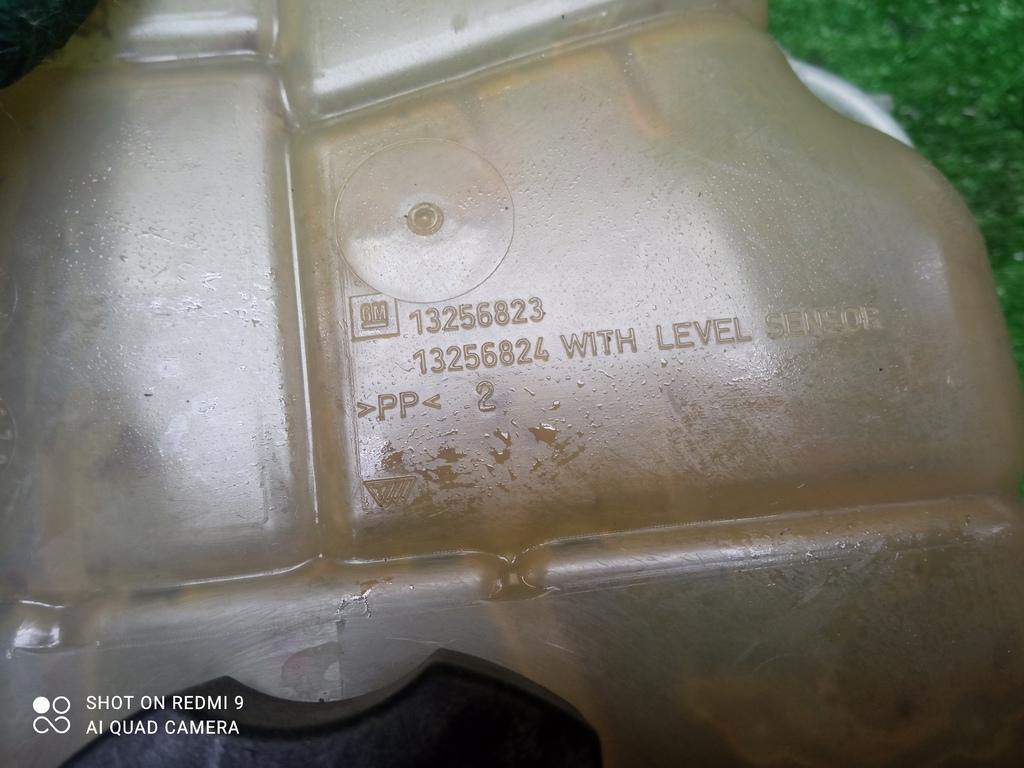 GM 13256823
13256824 WITH LEVEL SENSOR
>PP< 2
SHOT ON REDMI 9
AI QUAD CAMERA